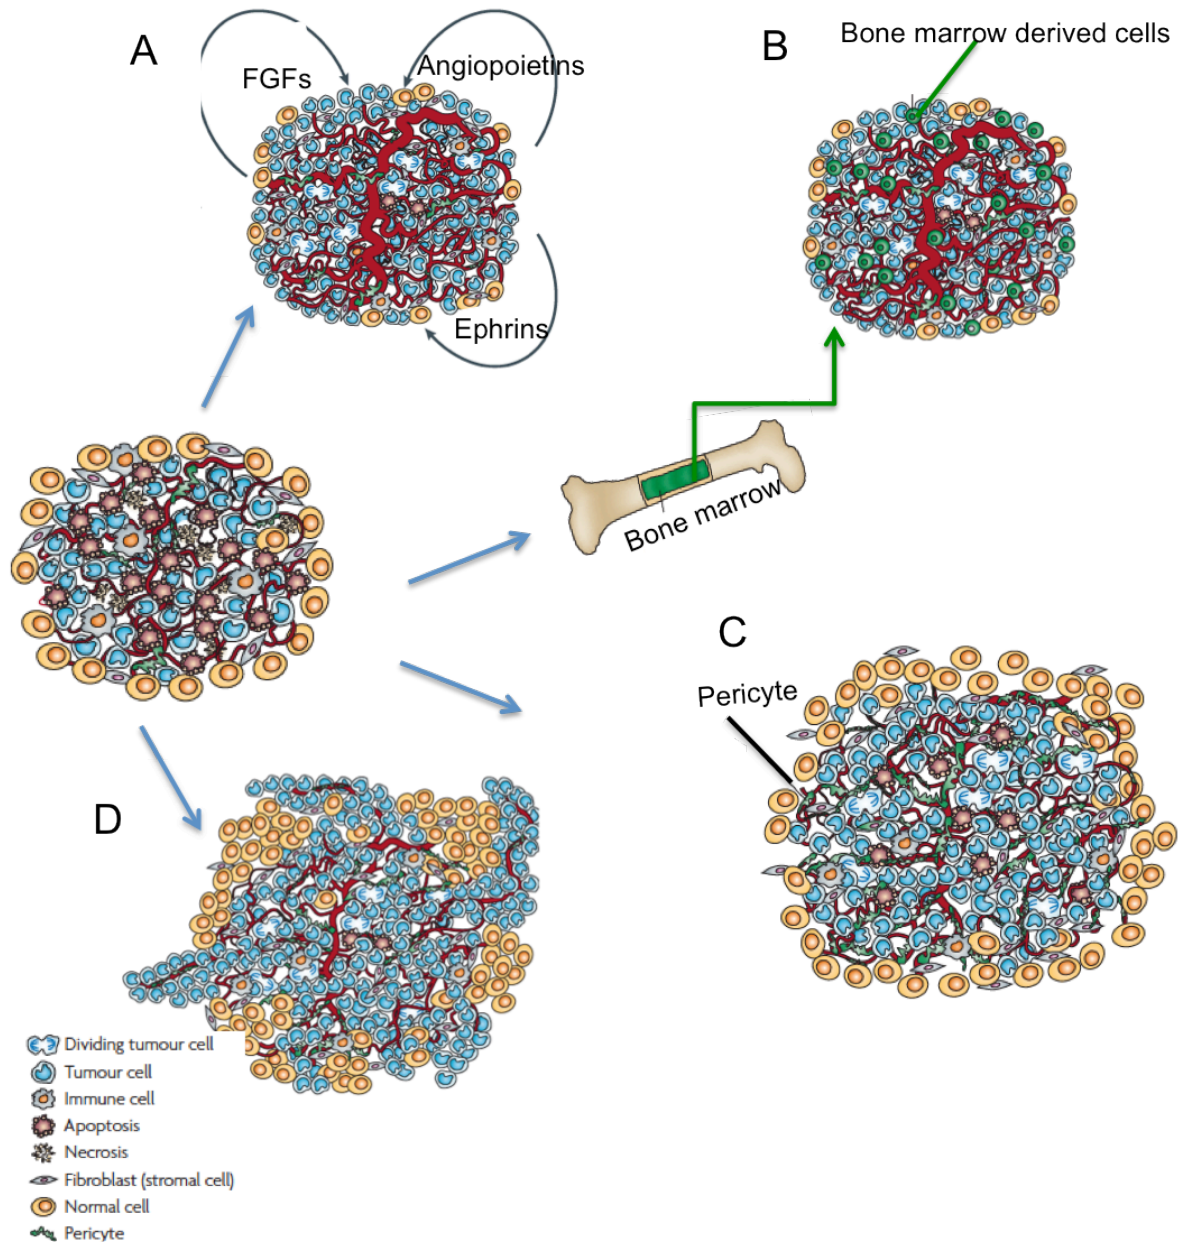 A
FGFs
Angiopoietins
Ephrins
B
Bone marrow derived cells
Bone marrow
C
Pericyte
D
Dividing tumour cell
Tumour cell
Immune cell
Apoptosis
Necrosis
Fibroblast (stromal cell)
Normal cell
Pericyte